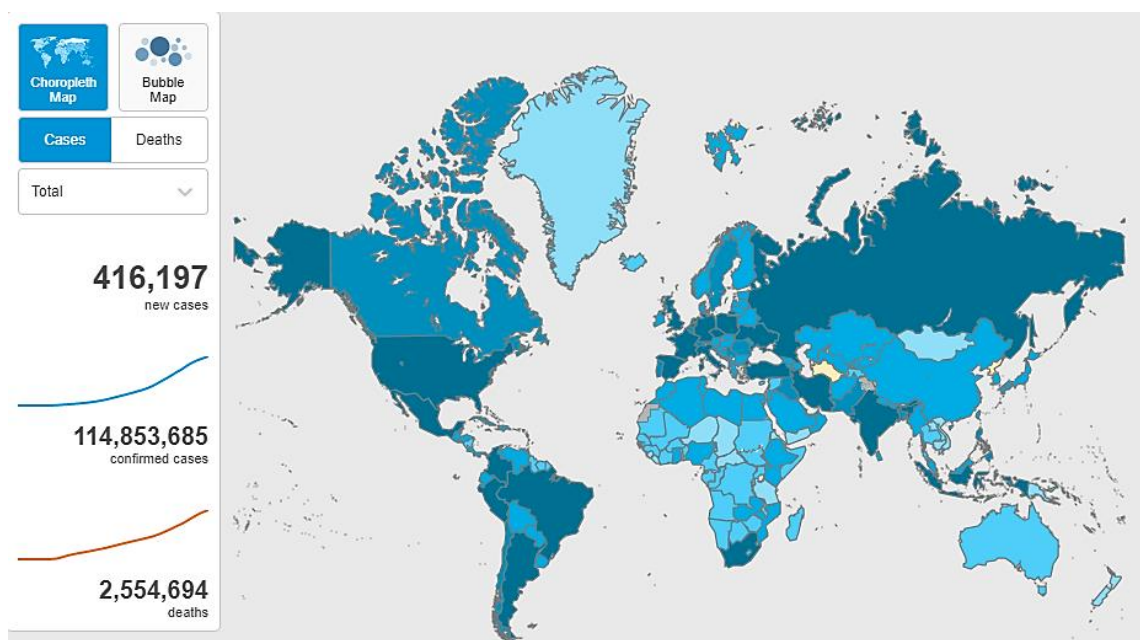 Choropleth
Map
Bubble
Map
Cases
Deaths
Total
416,197
new cases
114,853,685
confirmed cases
2,554,694
deaths